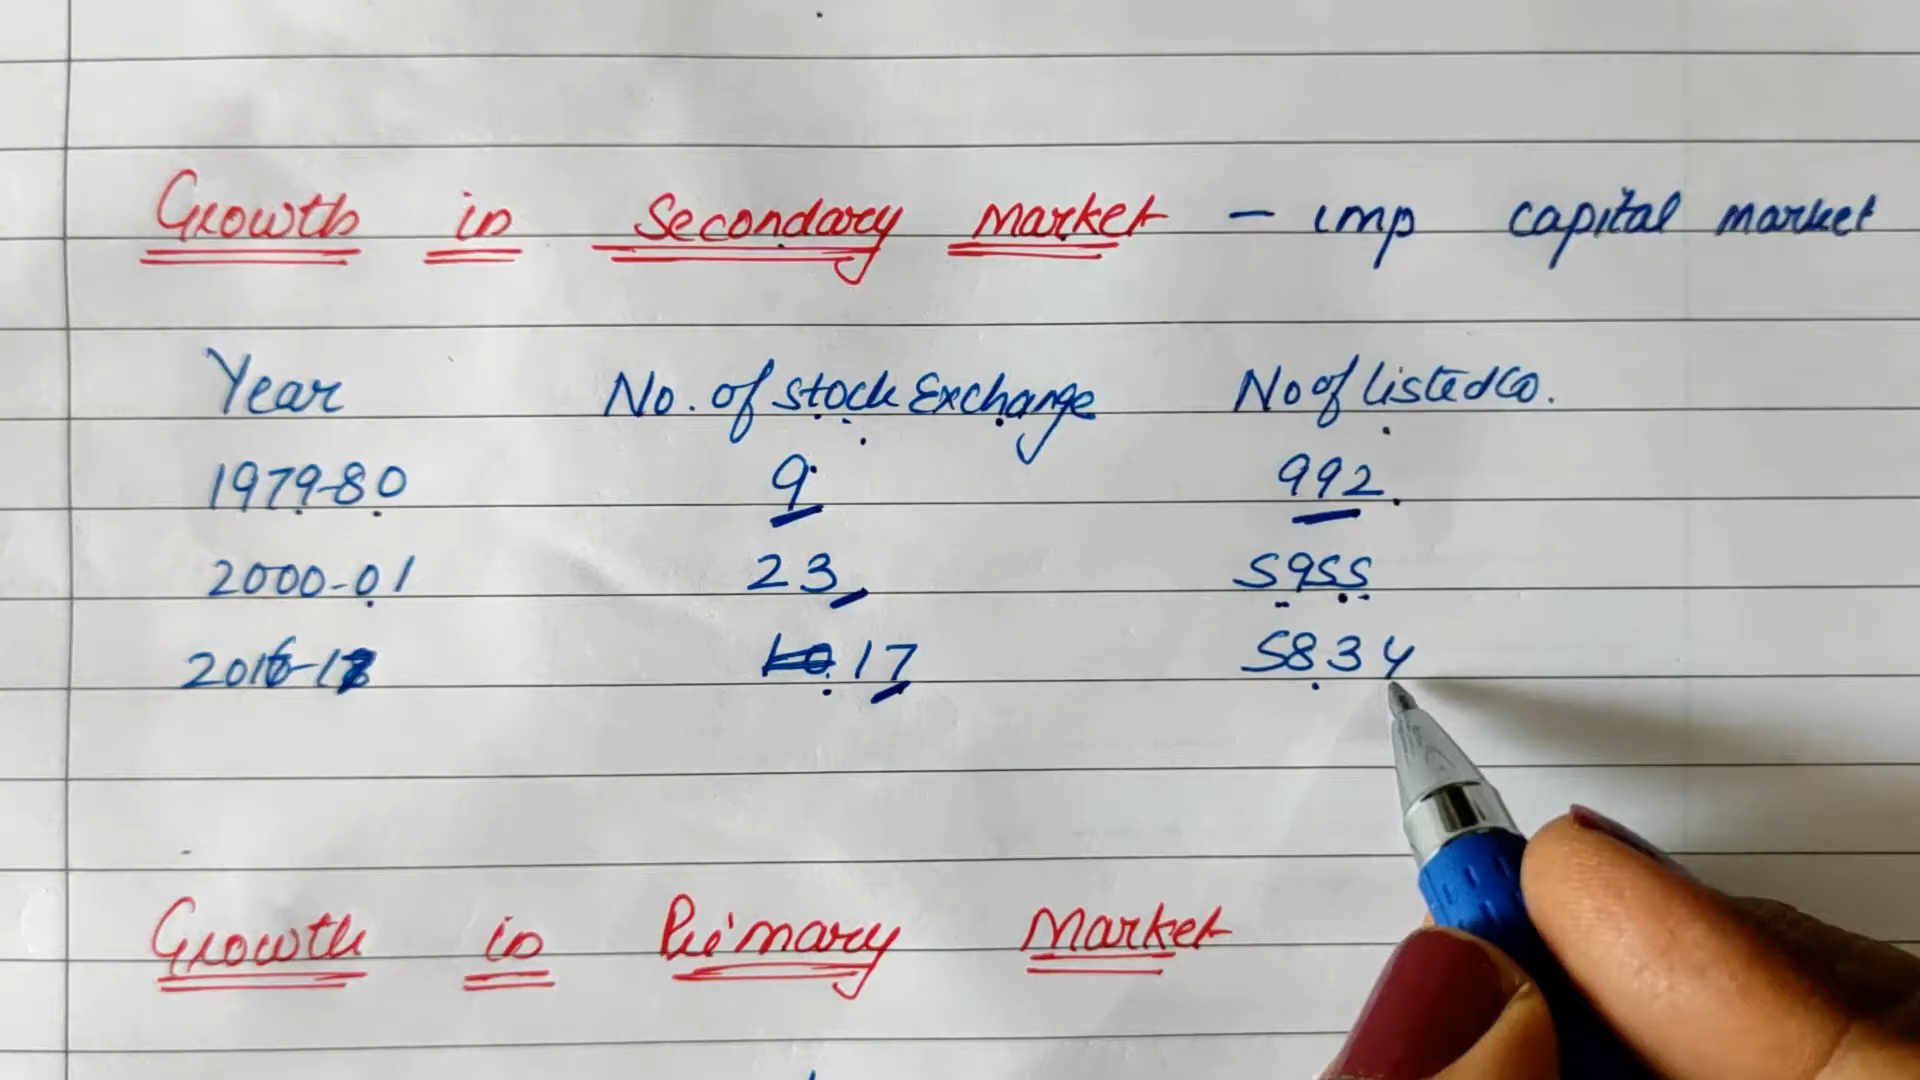 Growth in Secondary Market - imp capital market
Year No. of stock Exchange No of listed Co.
1979-80 9 992
2000-01 23 5955
2016-17 17 5834
Growth in Primary Market